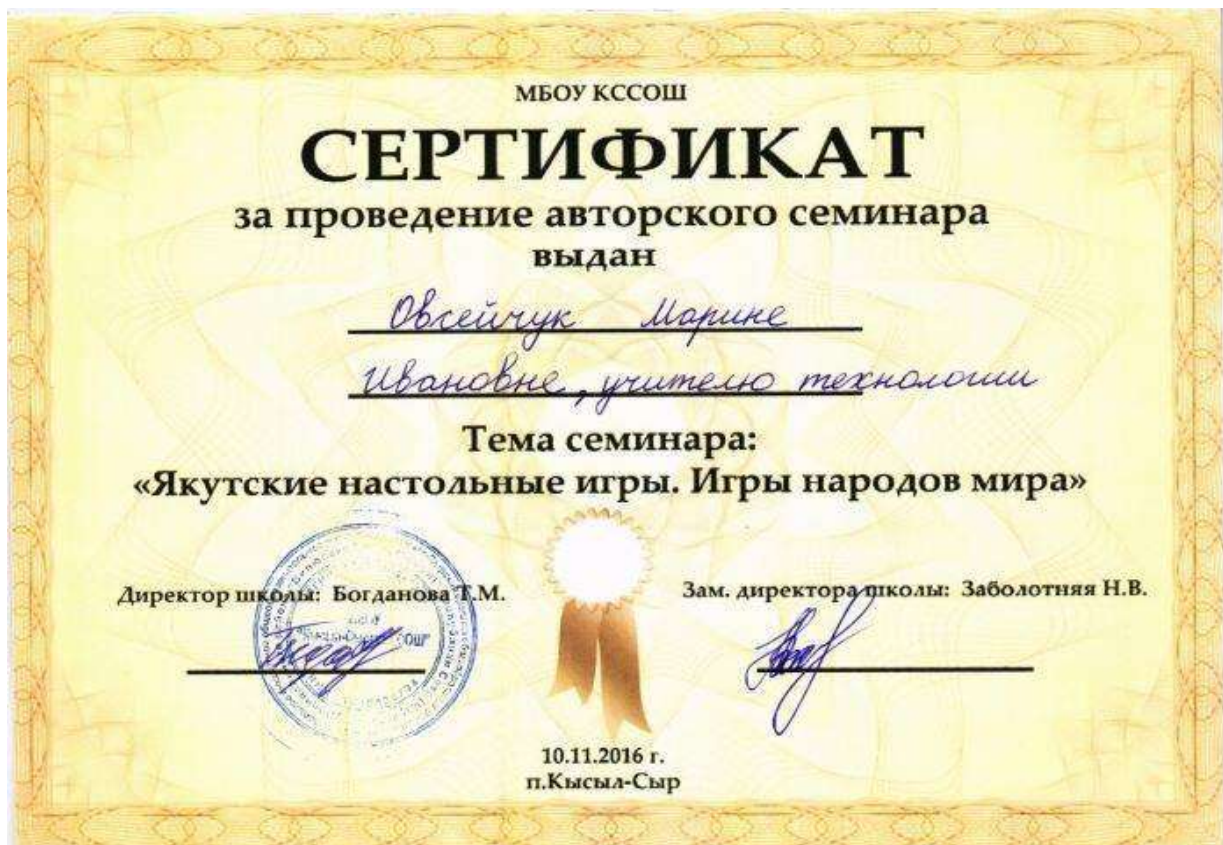 МБОУ КССОШ
СЕРТИФИКАТ
за проведение авторского семинара
выдан
Овсейчук Марине
Ивановне, учителю технологии
Тема семинара:
«Якутские настольные игры. Игры народов мира»
Директор школы: Богданова Т.М.
Зам. директора школы: Заболотняя Н.В.
10.11.2016 г.
п.Кысыл-Сыр